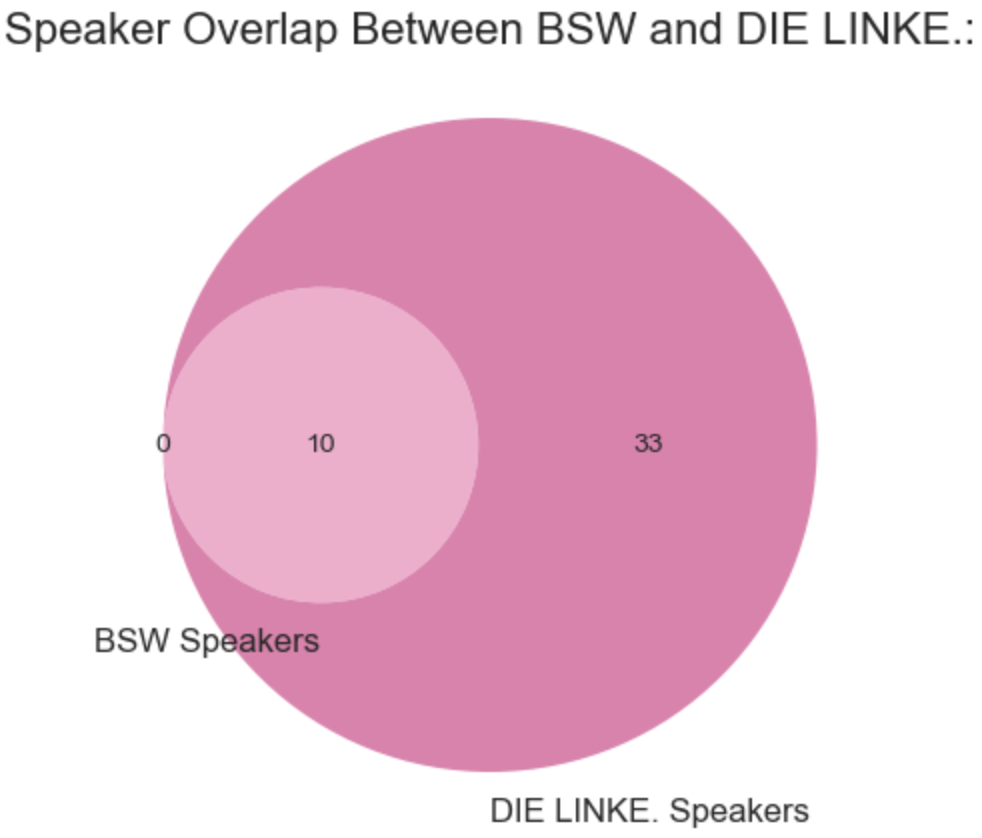 Speaker Overlap Between BSW and DIE LINKE.:
0 10 33
BSW Speakers
DIE LINKE. Speakers